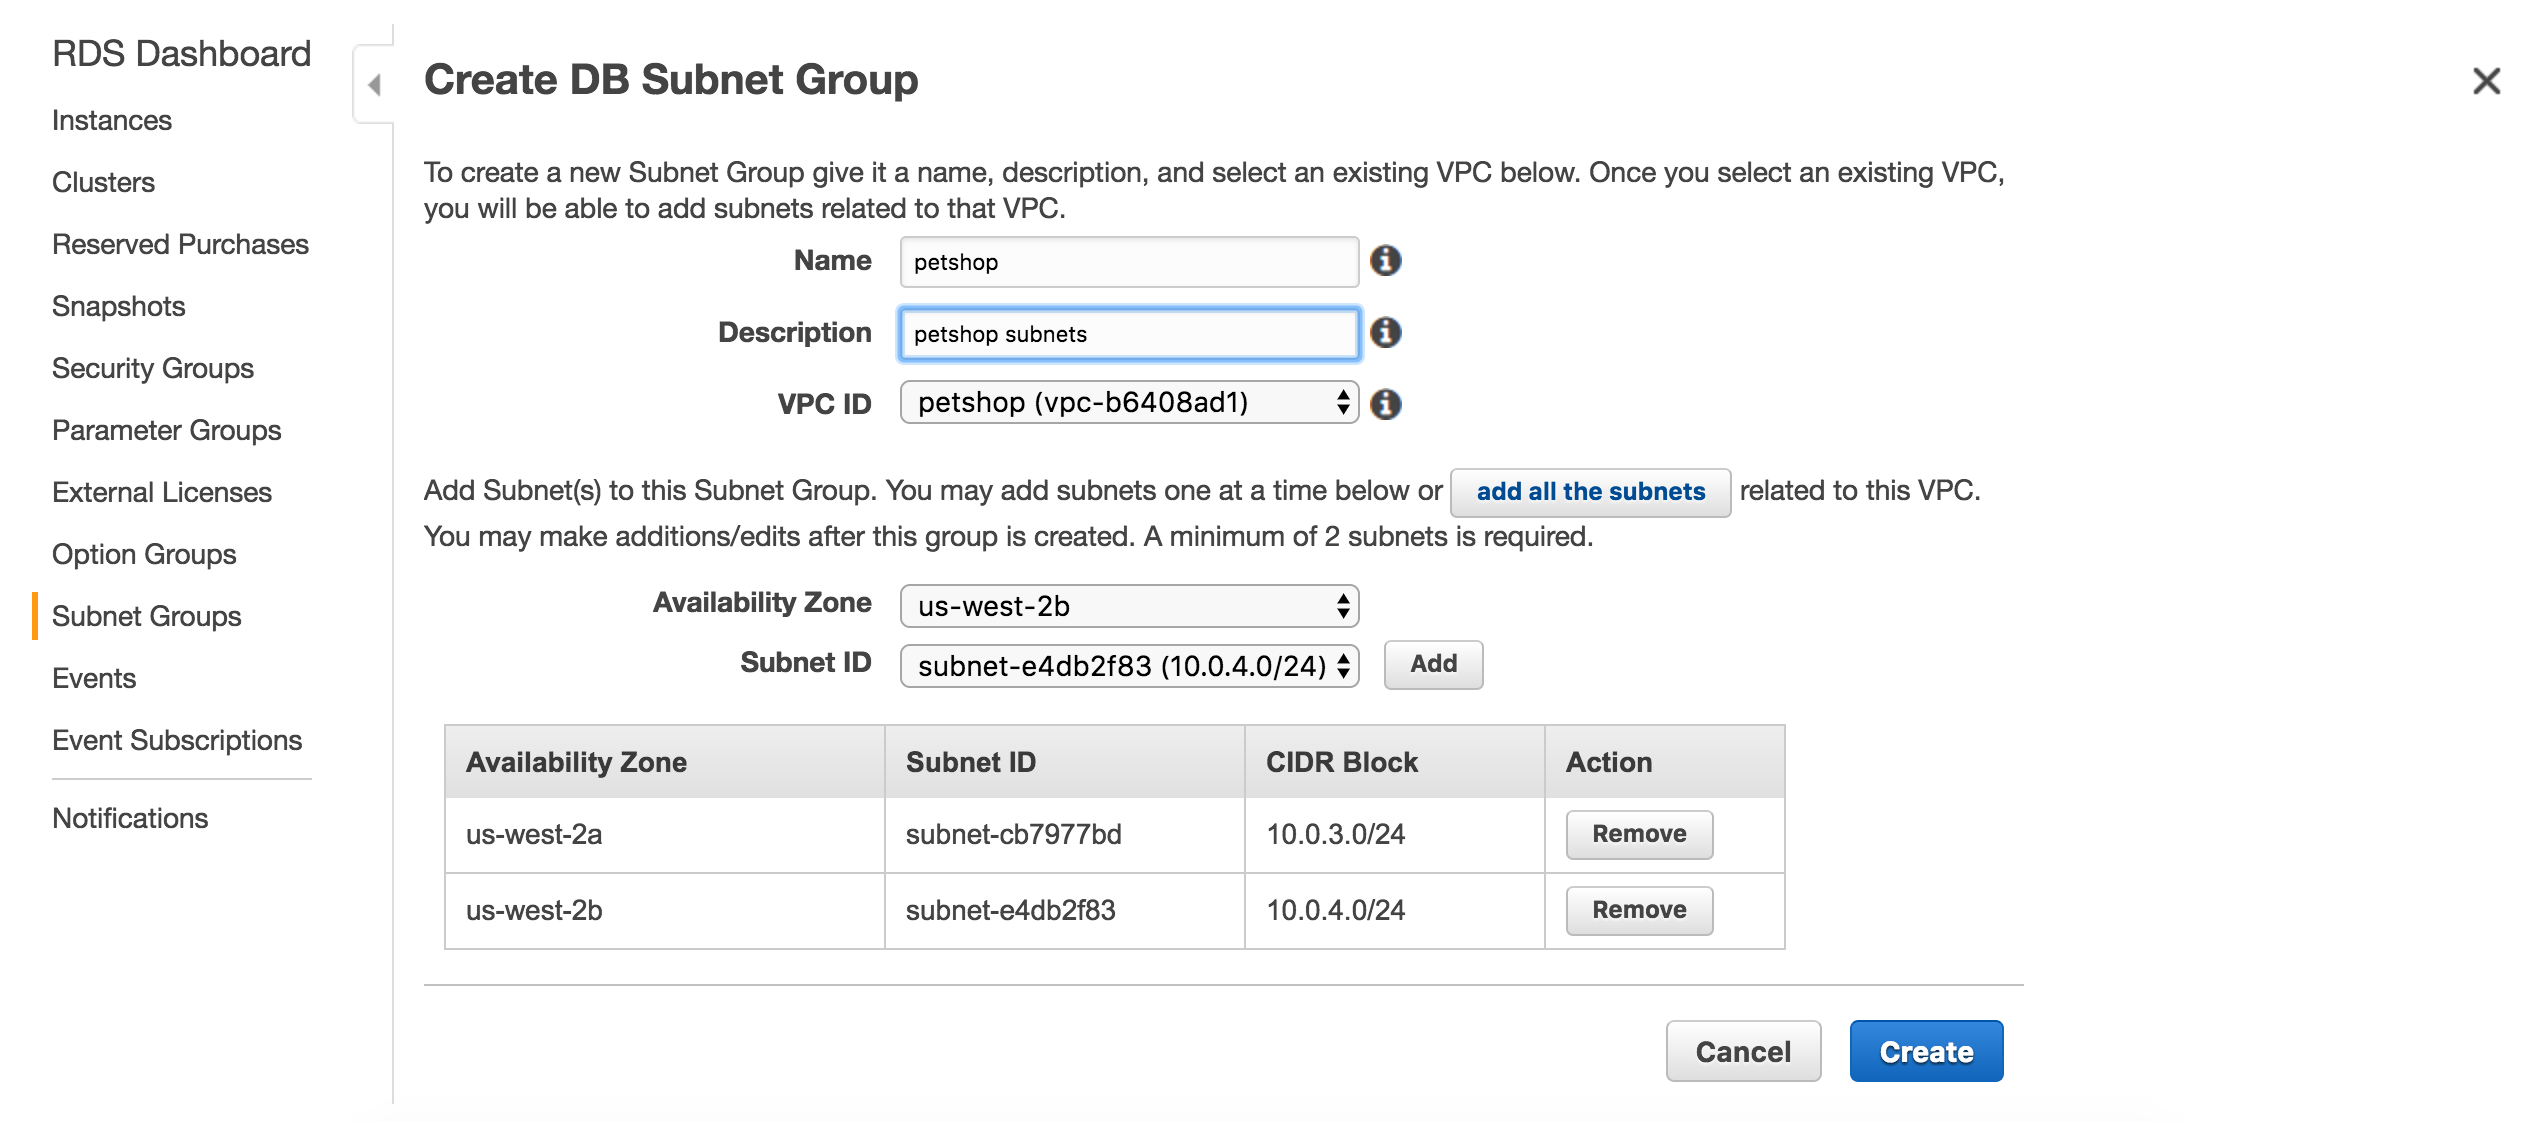 RDS Dashboard
Instances
Clusters
Reserved Purchases
Snapshots
Security Groups
Parameter Groups
External Licenses
Option Groups
Subnet Groups
Events
Event Subscriptions
Notifications
Create DB Subnet Group
To create a new Subnet Group give it a name, description, and select an existing VPC below. Once you select an existing VPC,
you will be able to add subnets related to that VPC.
Name petshop
Description petshop subnets
VPC ID petshop (vpc-b6408ad1)
Add Subnet(s) to this Subnet Group. You may add subnets one at a time below or add all the subnets related to this VPC.
You may make additions/edits after this group is created. A minimum of 2 subnets is required.
Availability Zone us-west-2b
Subnet ID subnet-e4db2f83 (10.0.4.0/24) Add
Availability Zone Subnet ID CIDR Block Action
us-west-2a subnet-cb7977bd 10.0.3.0/24 Remove
us-west-2b subnet-e4db2f83 10.0.4.0/24 Remove
Cancel Create